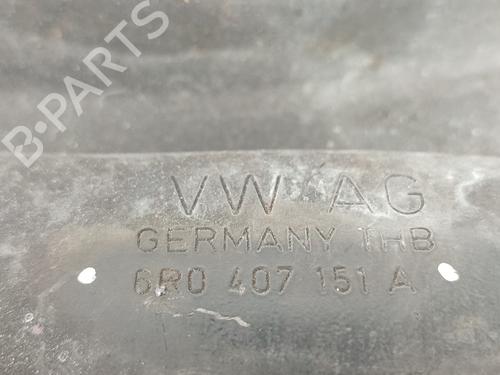 B-PARTS
VW AG
GERMANY THB
6R0 407 151 A